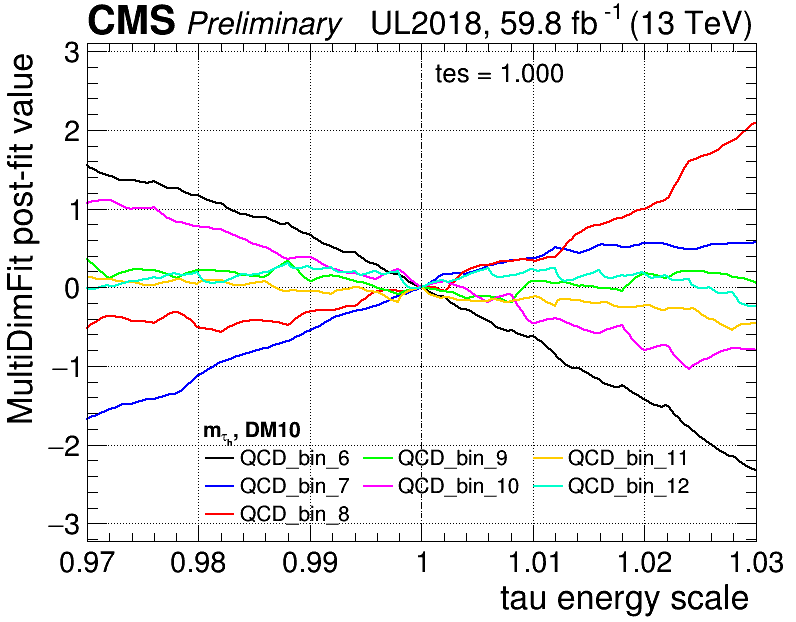 CMS Preliminary UL2018, 59.8 fb⁻¹ (13 TeV)
MultiDimFit post-fit value
3
2
1
0
−1
−2
−3
tes = 1.000
m_τh, DM10
QCD_bin_6 QCD_bin_9 QCD_bin_11
QCD_bin_7 QCD_bin_10 QCD_bin_12
QCD_bin_8
0.97 0.98 0.99 1 1.01 1.02 1.03
tau energy scale